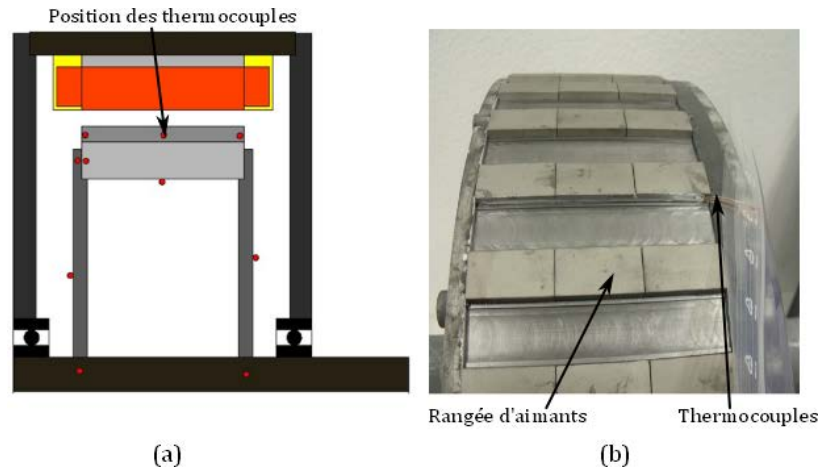 Position des thermocouples
Rangée d'aimants
Thermocouples
(a)
(b)